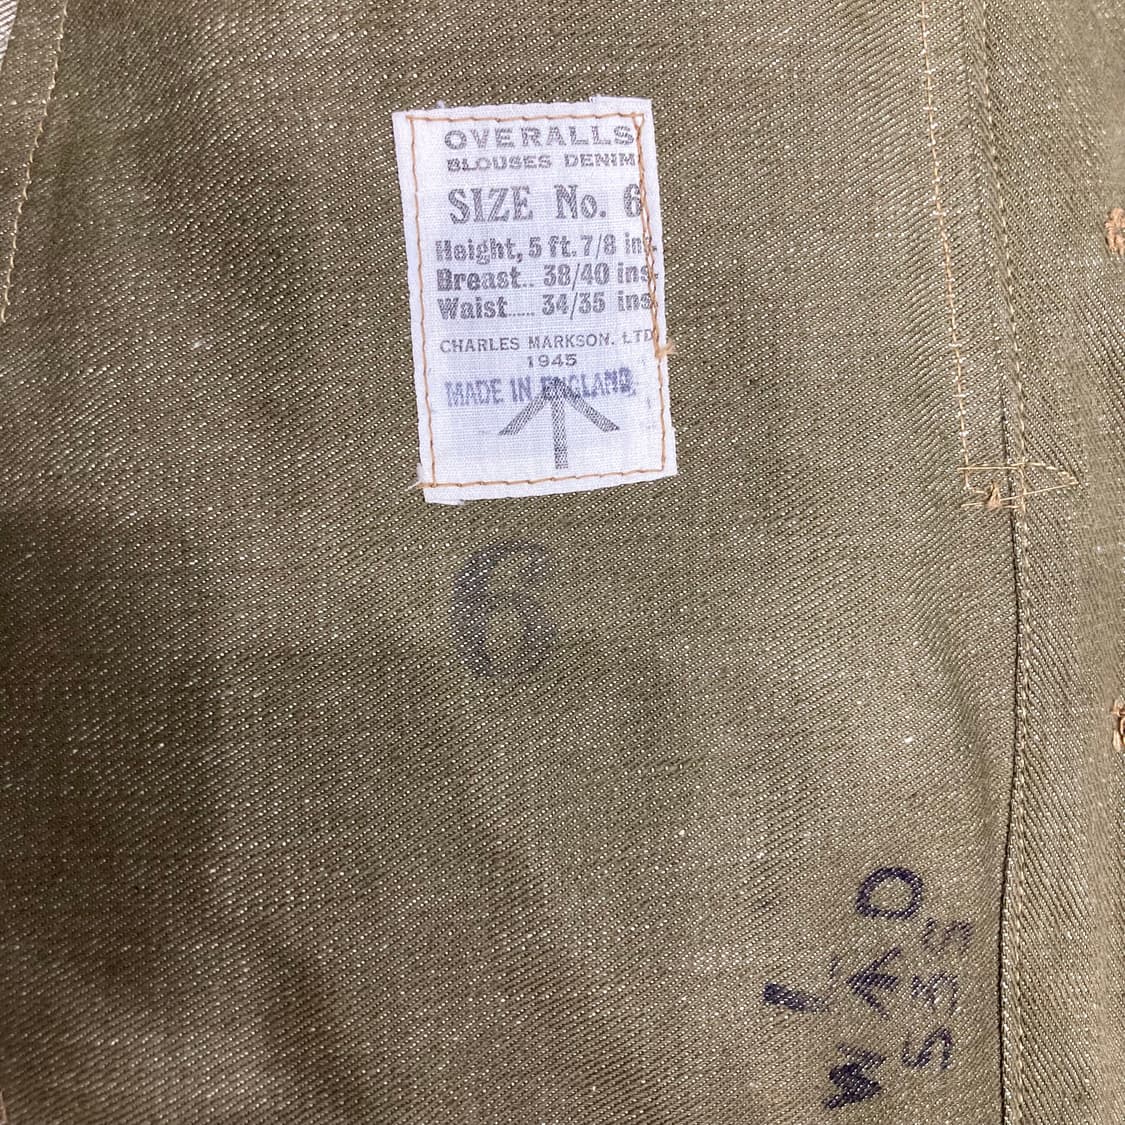 OVERALLS
BLOUSES DENIM
SIZE No. 6
Height, 5 ft. 7/8 ins.
Breast.. 38/40 ins.
Waist..... 34/35 ins.
CHARLES MARKSON. LTD
1945
MADE IN ENGLAND
6
I
W D